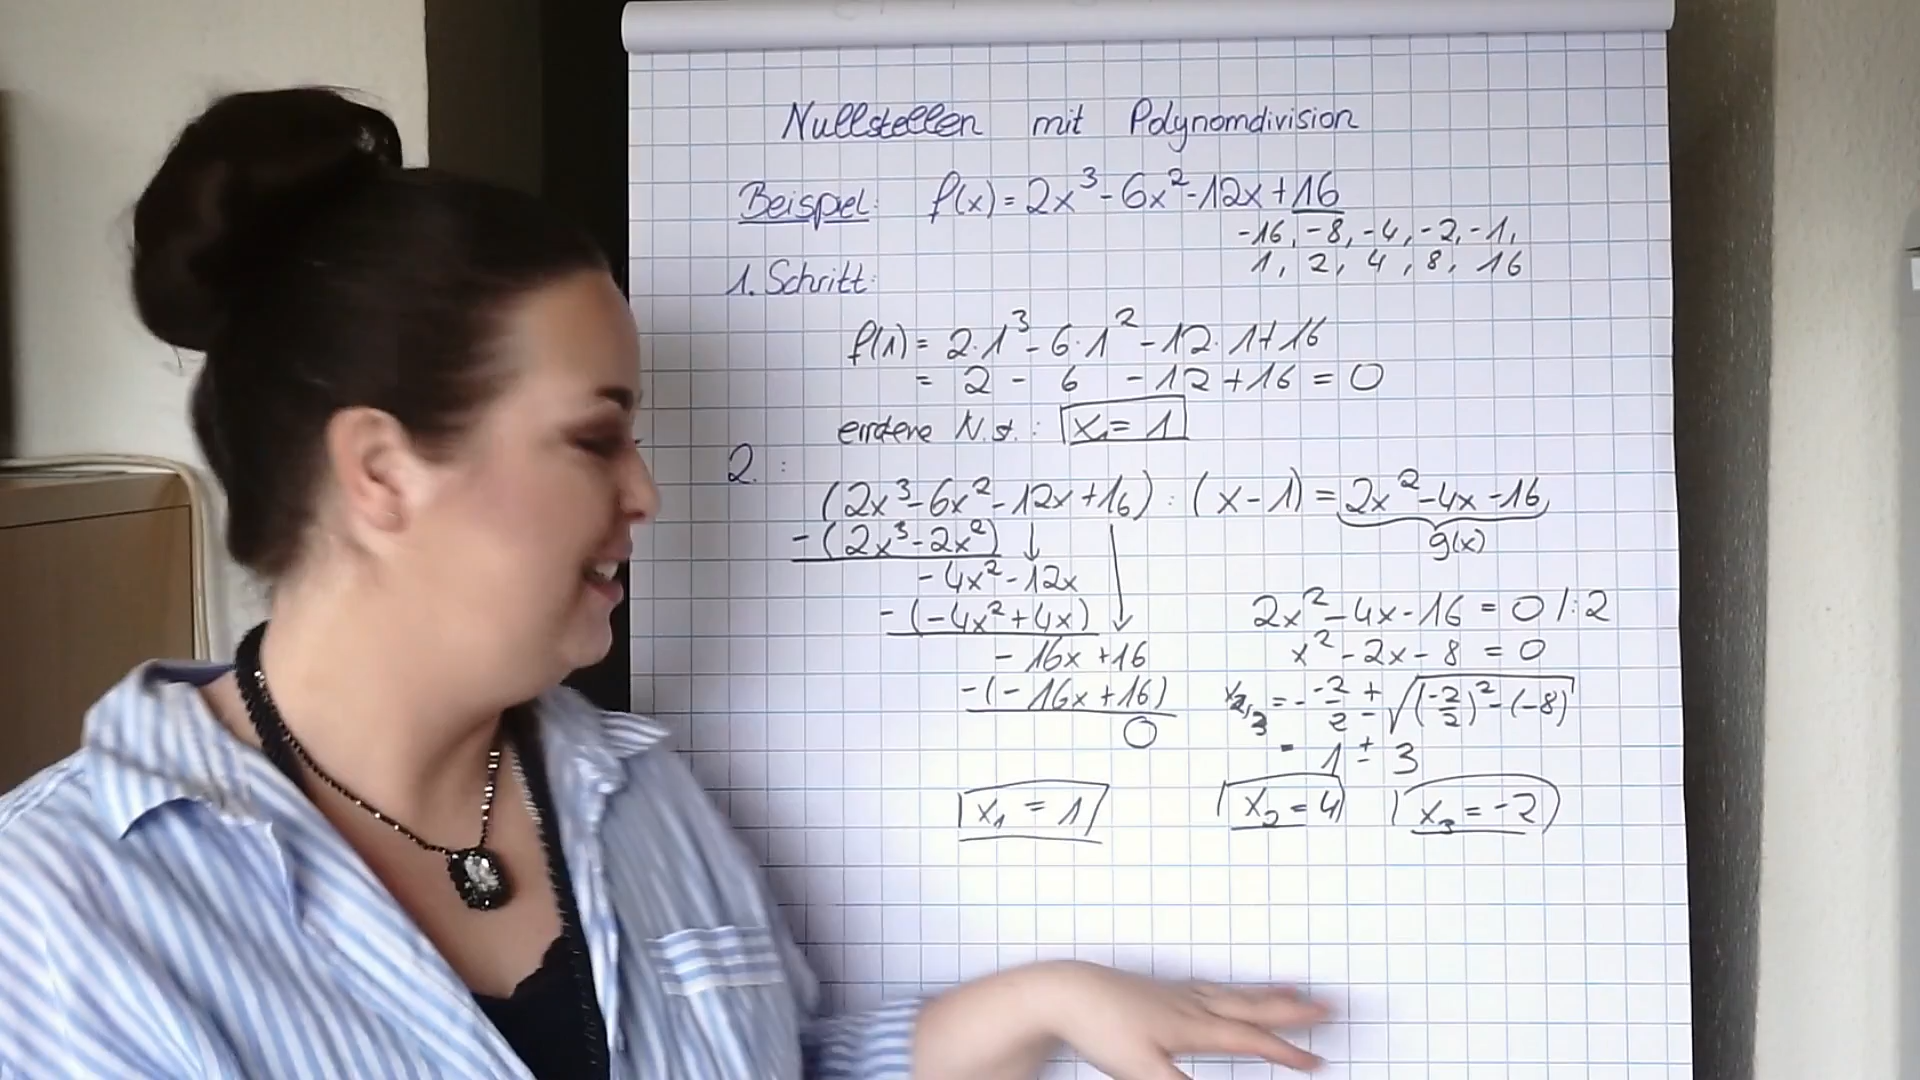 Nullstellen mit Polynomdivision
Beispiel: f(x) = 2x³ - 6x² - 12x + 16
-16, -8, -4, -2, -1,
1, 2, 4, 8, 16
1. Schritt:
f(1) = 2·1³ - 6·1² - 12·1 + 16
= 2 - 6 - 12 + 16 = 0
N.st.: x₁ = 1
2. :
(2x³ - 6x² - 12x + 16) : (x - 1) = 2x² - 4x - 16
-(2x³ - 2x²)
g(x)
-4x² - 12x
-(-4x² + 4x)
-16x + 16
-(-16x + 16)
0
2x² - 4x - 16 = 0 |:2
x² - 2x - 8 = 0
x₂,₃ = - -2/2 ± √((-2/2)² - (-8))
= 1 ± 3
x₁ = 1 x₂ = 4 x₃ = -2